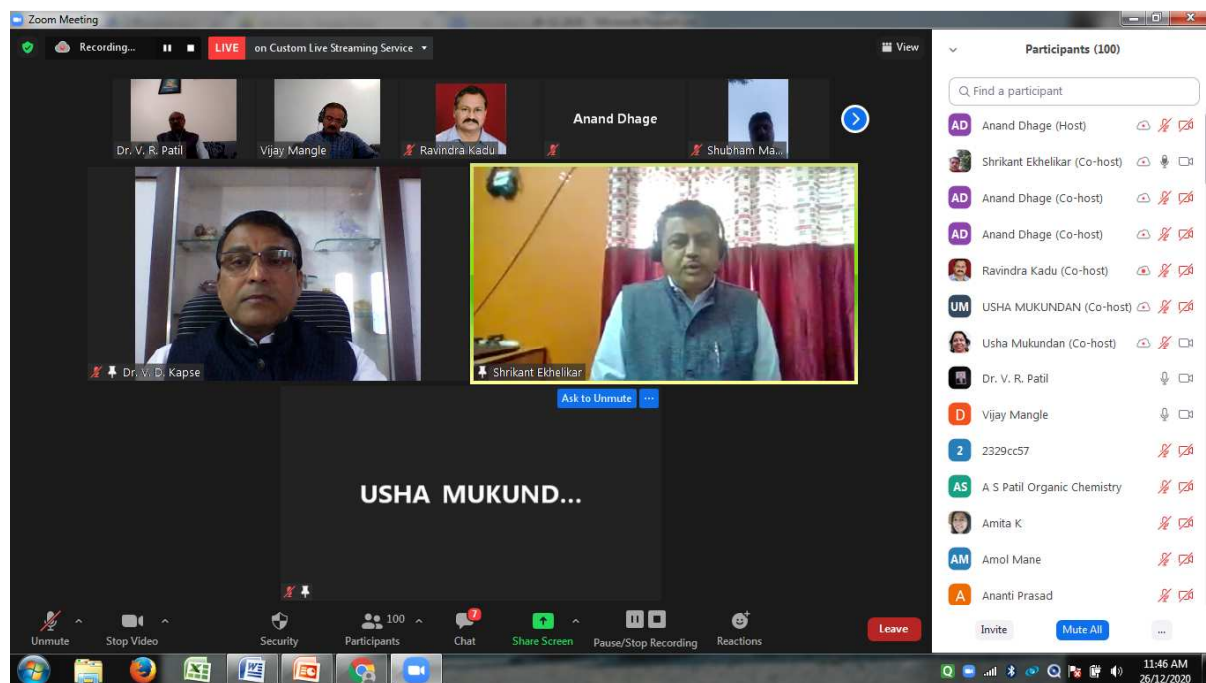 Zoom Meeting
Recording...
LIVE on Custom Live Streaming Service
View
Dr. V. R. Patil
Vijay Mangle
Ravindra Kadu
Anand Dhage
Shubham Ma...
Dr. V. D. Kapse
Shrikant Ekhelikar
Ask to Unmute ...
USHA MUKUND...
Unmute
Stop Video
Security
100
Participants
7
Chat
Share Screen
Pause/Stop Recording
Reactions
Leave
Participants (100)
Find a participant
AD Anand Dhage (Host)
Shrikant Ekhelikar (Co-host)
AD Anand Dhage (Co-host)
AD Anand Dhage (Co-host)
Ravindra Kadu (Co-host)
UM USHA MUKUNDAN (Co-host)
Usha Mukundan (Co-host)
Dr. V. R. Patil
D Vijay Mangle
2 2329cc57
AS A S Patil Organic Chemistry
Amita K
AM Amol Mane
A Ananti Prasad
Invite
Mute All
...
11:46 AM
26/12/2020